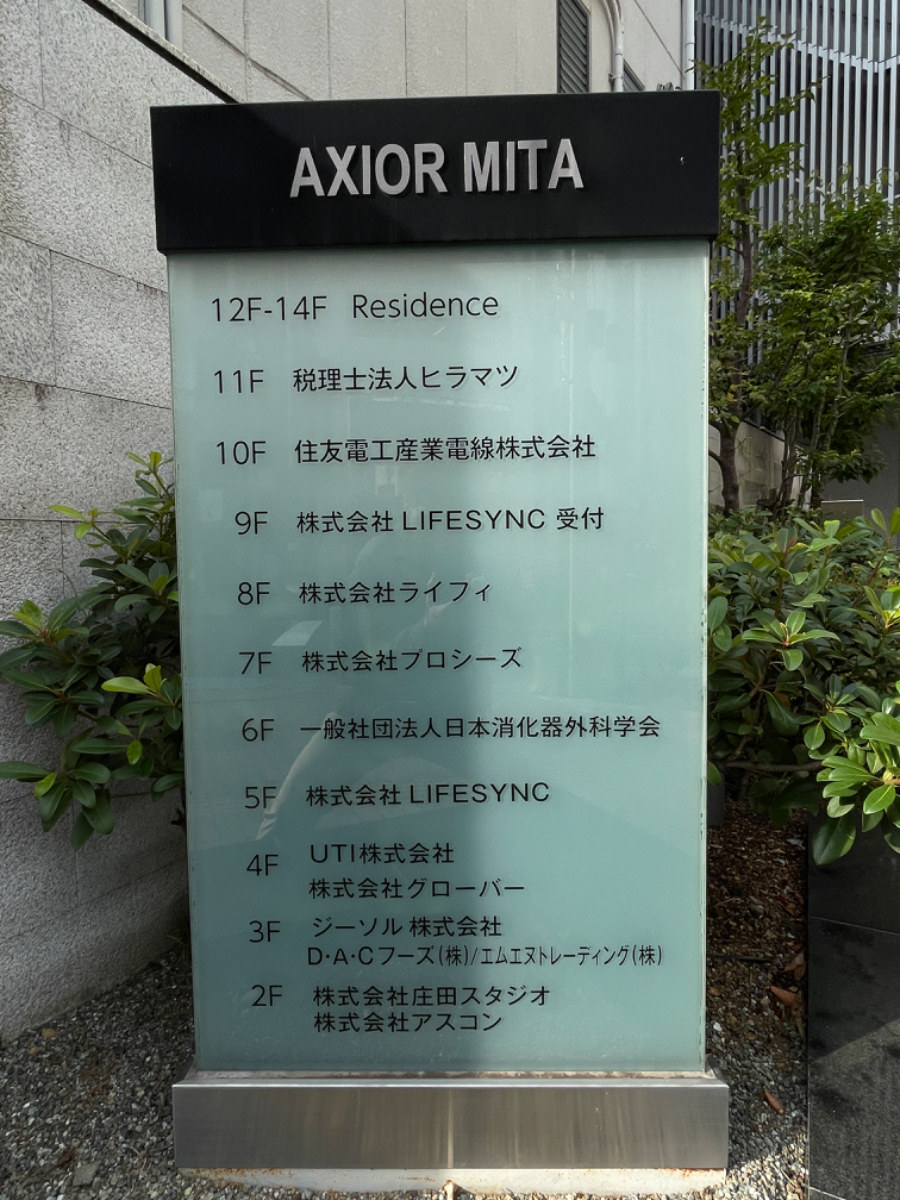 AXIOR MITA
12F-14F Residence
11F 税理士法人ヒラマツ
10F 住友電工産業電線株式会社
9F 株式会社 LIFESYNC 受付
8F 株式会社ライフィ
7F 株式会社プロシーズ
6F 一般社団法人日本消化器外科学会
5F 株式会社 LIFESYNC
4F UTI株式会社
株式会社グローバー
3F ジーソル 株式会社
D・A・Cフーズ(株)/エムエヌトレーディング(株)
2F 株式会社庄田スタジオ
株式会社アスコン